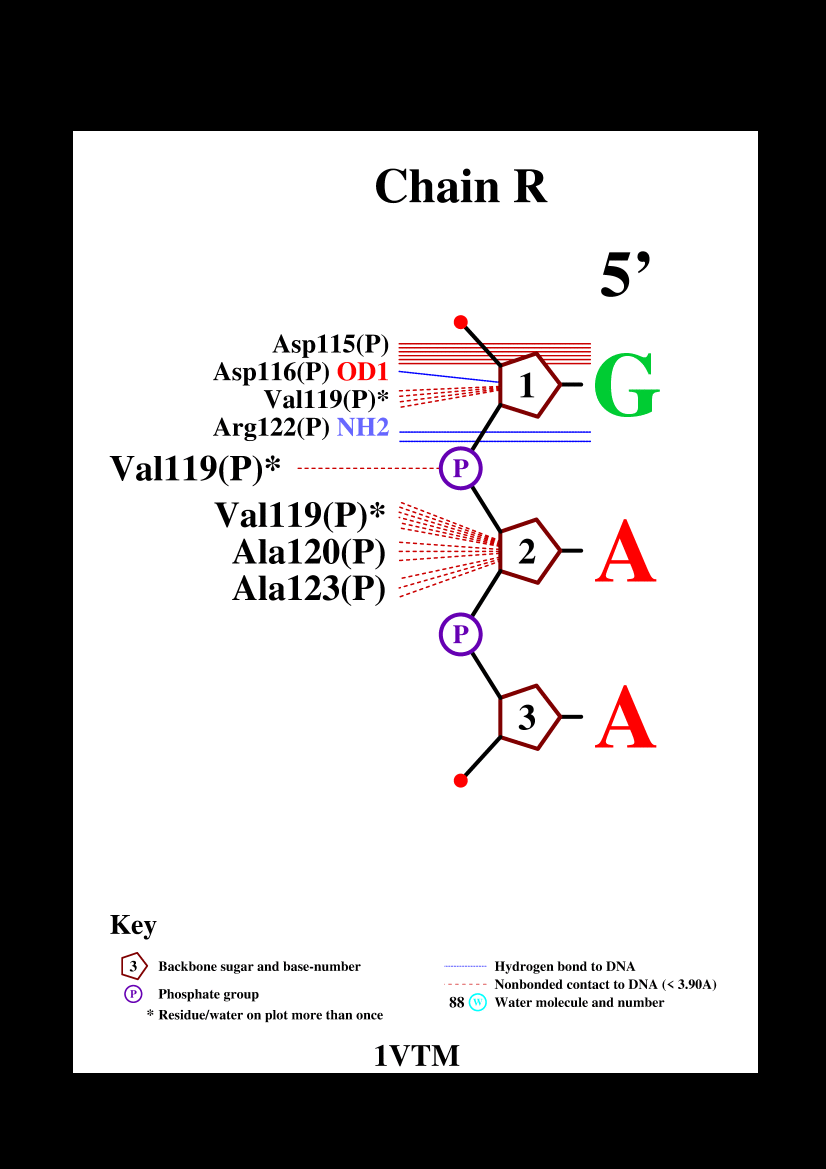 Chain R
5’
Asp115(P)
Asp116(P) OD1
Val119(P)*
Arg122(P) NH2
1 G
Val119(P)*
P
Val119(P)*
Ala120(P)
Ala123(P)
2 A
P
3 A
Key
3 Backbone sugar and base-number
P Phosphate group
* Residue/water on plot more than once
Hydrogen bond to DNA
Nonbonded contact to DNA (< 3.90A)
88 W Water molecule and number
1VTM